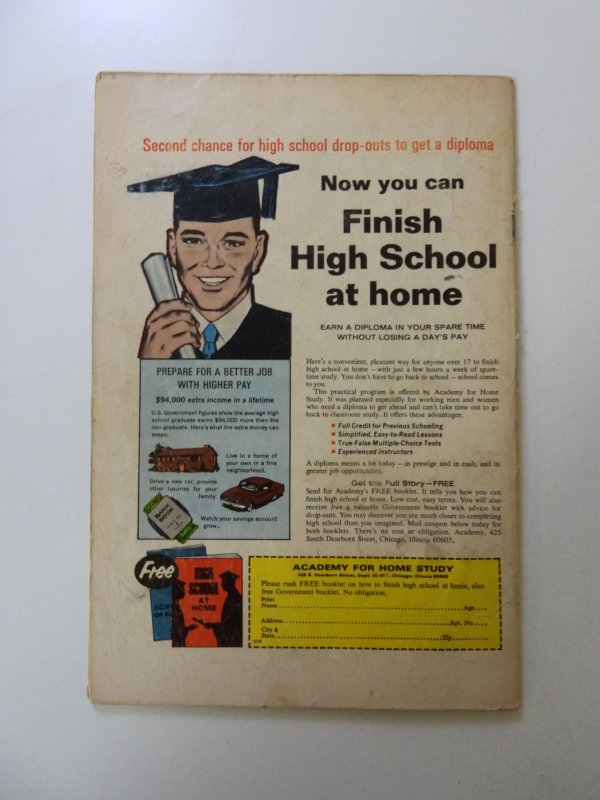 Second chance for high school drop-outs to get a diploma
Now you can
Finish
High School
at home
EARN A DIPLOMA IN YOUR SPARE TIME
WITHOUT LOSING A DAY'S PAY
PREPARE FOR A BETTER JOB
WITH HIGHER PAY
$94,000 extra income in a lifetime
U.S. Government figures show the average high
school graduate earns $94,000 more than the
non-graduate. Here's what the extra money can
mean:
Live in a home of
your own in a fine
neighborhood.
Drive a new car, provide
other luxuries for your
family.
BANK
BOOK
Watch your savings account
grow.
Here's a convenient, pleasant way for anyone over 17 to finish
high school at home — with just a few hours a week of spare-
time study. You don't have to go back to school — school comes
to you.
This practical program is offered by Academy for Home
Study. It was planned especially for working men and women
who need a diploma to get ahead and can't take time out to go
back to classroom study. It offers these advantages:
• Full Credit for Previous Schooling
• Simplified, Easy-to-Read Lessons
• True-False Multiple-Choice Tests
• Experienced Instructors
A diploma means a lot today — in prestige and in cash, and in
greater job opportunities.
Get the Full Story—FREE
Send for Academy's FREE booklet. It tells you how you can
finish high school at home. Low cost, easy terms. You will also
receive free a valuable Government booklet with advice for
drop-outs. You may discover you are much closer to completing
high school than you imagined. Mail coupon below today for
both booklets. There's no cost or obligation. Academy, 425
South Dearborn Street, Chicago, Illinois 60605.
Free
HIGH
SCHOOL
AT
HOME
ACADEMY FOR HOME STUDY
Dearborn Street, Dept. Chicago, Illinois 60605
Please rush FREE booklet on how to finish high school at home, also
free Government booklet. No obligation.
Print
Name Age
Address Apt. No.
City &
State Zip